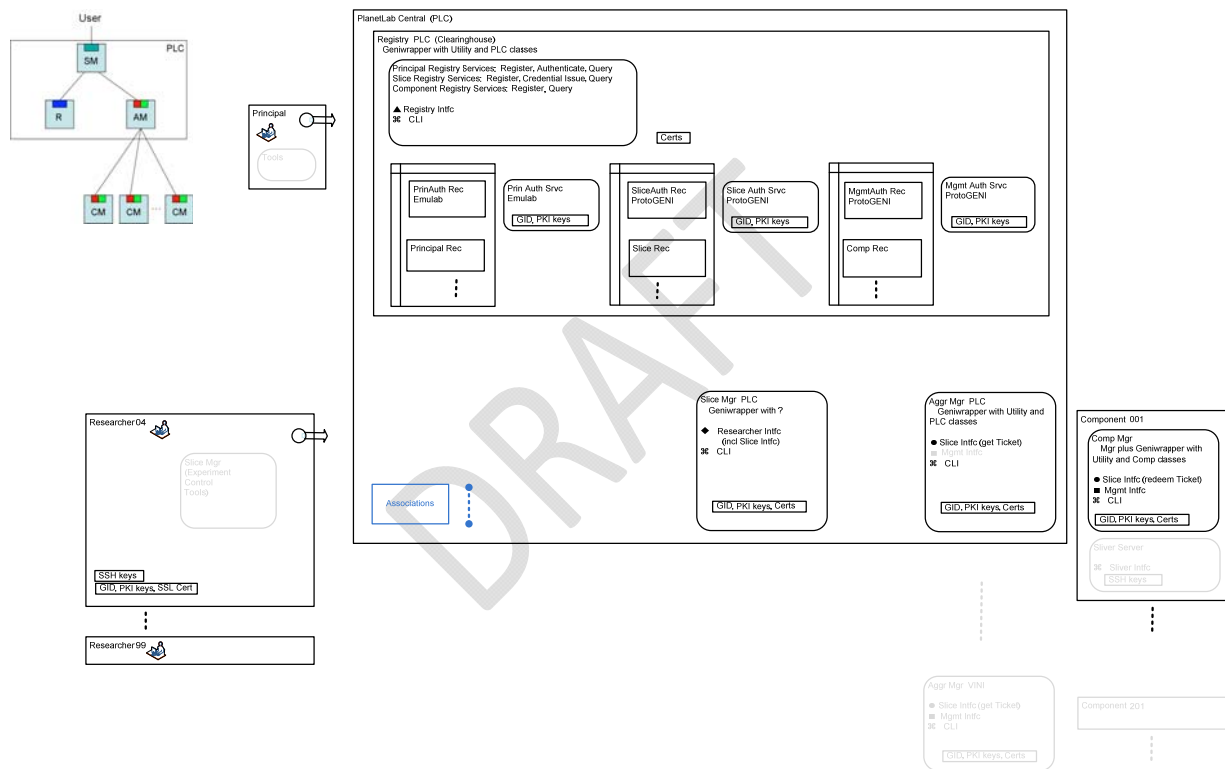 User
PLC
SM
R
AM
CM
CM
...
CM
PlanetLab Central (PLC)
Registry PLC (Clearinghouse)
Geniwrapper with Utility and PLC classes
Principal Registry Services: Register, Authenticate, Query
Slice Registry Services: Register, Credential Issue, Query
Component Registry Services: Register, Query
▲ Registry Intfc
⌘ CLI
Certs
Principal
Tools
PrinAuth Rec
Emulab
Principal Rec
Prin Auth Srvc
Emulab
GID, PKI keys
SliceAuth Rec
ProtoGENI
Slice Rec
Slice Auth Srvc
ProtoGENI
GID, PKI keys
MgmtAuth Rec
ProtoGENI
Comp Rec
Mgmt Auth Srvc
ProtoGENI
GID, PKI keys
DRAFT
Researcher04
Slice Mgr
(Experiment
Control
Tools)
SSH keys
GID, PKI keys, SSL Cert
Researcher99
Associations
Slice Mgr PLC
Geniwrapper with ?
◆ Researcher Intfc
(incl Slice Intfc)
⌘ CLI
GID, PKI keys, Certs
Aggr Mgr PLC
Geniwrapper with Utility and
PLC classes
● Slice Intfc (get Ticket)
■ Mgmt Intfc
⌘ CLI
GID, PKI keys, Certs
Component 001
Comp Mgr
Mgr plus Geniwrapper with
Utility and Comp classes
● Slice Intfc (redeem Ticket)
■ Mgmt Intfc
⌘ CLI
GID, PKI keys, Certs
Sliver Server
⌘ Sliver Intfc
SSH keys
Aggr Mgr VINI
● Slice Intfc (get Ticket)
■ Mgmt Intfc
⌘ CLI
GID, PKI keys, Certs
Component 201